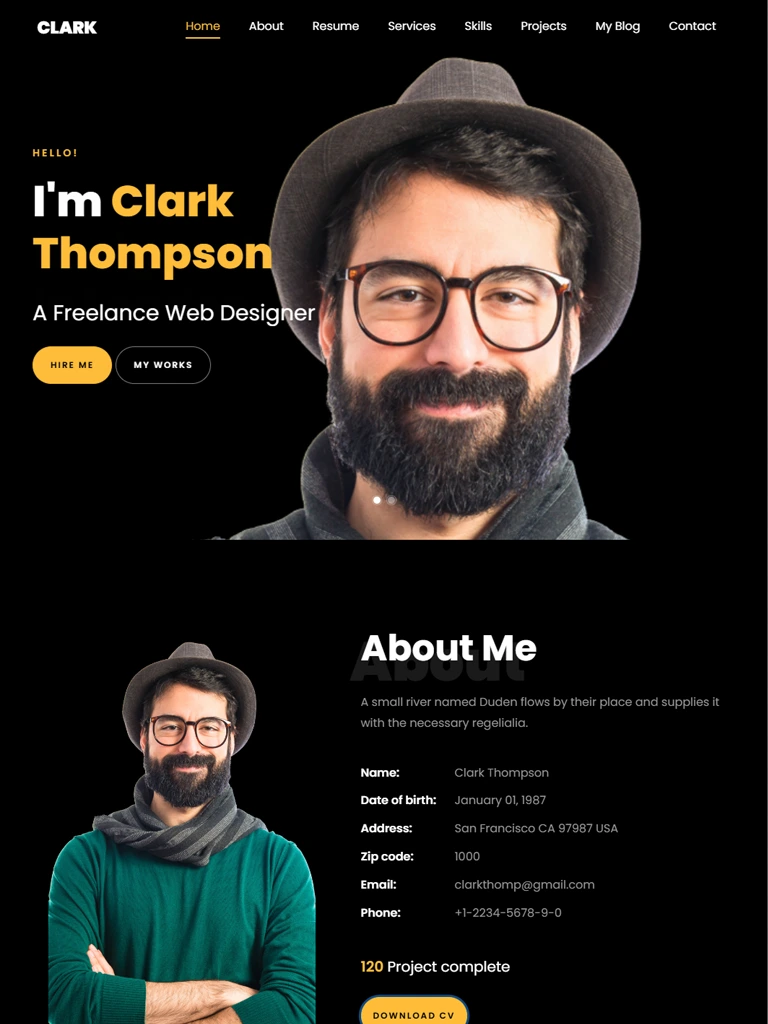 CLARK
Home About Resume Services Skills Projects My Blog Contact
HELLO!
I'm Clark
Thompson
A Freelance Web Designer
HIRE ME MY WORKS
About
About Me
A small river named Duden flows by their place and supplies it
with the necessary regelialia.
Name: Clark Thompson
Date of birth: January 01, 1987
Address: San Francisco CA 97987 USA
Zip code: 1000
Email: clarkthomp@gmail.com
Phone: +1-2234-5678-9-0
120 Project complete
DOWNLOAD CV